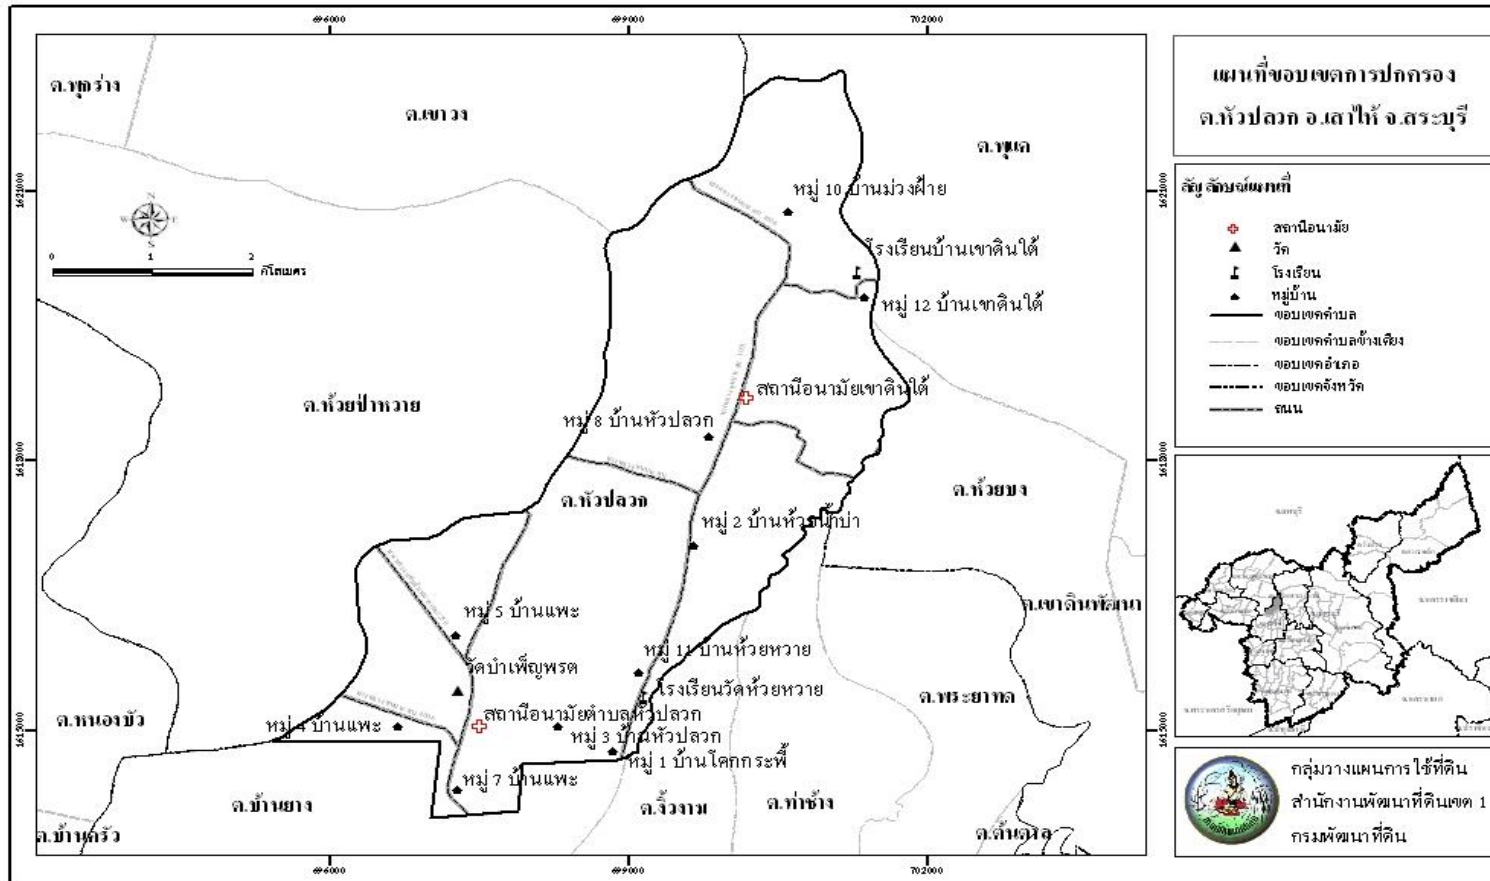 696000
699000
702000
แผนที่ขอบเขตการปกครอง
ต.หัวปลวก อ.เสาไห้ จ.สระบุรี
ต.พุกร่าง
ต.เขาวง
ต.พุแค
N
W
E
S
0 1 2 กิโลเมตร
1621000
1621000
หมู่ 10 บ้านม่วงฝ้าย
โรงเรียนบ้านเขาดินใต้
หมู่ 12 บ้านเขาดินใต้
สัญลักษณ์แผนที่
สถานีอนามัย
วัด
โรงเรียน
หมู่บ้าน
ขอบเขตตำบล
ขอบเขตตำบลข้างเคียง
ขอบเขตอำเภอ
ขอบเขตจังหวัด
ถนน
ต.ห้วยป่าหวาย
สถานีอนามัยเขาดินใต้
หมู่ 8 บ้านหัวปลวก
ต.หัวปลวก
ต.ห้วยบง
หมู่ 2 บ้านห้วยน้ำบ่า
หมู่ 5 บ้านแพะ
ต.เขาดินพัฒนา
วัดบำเพ็ญพรต
หมู่ 11 บ้านห้วยหวาย
โรงเรียนวัดห้วยหวาย
ต.พระยาทด
ต.หนองบัว
หมู่ 4 บ้านแพะ
สถานีอนามัยตำบลหัวปลวก
หมู่ 3 บ้านหัวปลวก
หมู่ 1 บ้านโคกกระพี้
หมู่ 7 บ้านแพะ
ต.บ้านยาง
ต.งิ้วงาม
ต.ท่าช้าง
ต.บ้านครัว
ต.ต้นตาล
กลุ่มวางแผนการใช้ที่ดิน
สำนักงานพัฒนาที่ดินเขต 1
กรมพัฒนาที่ดิน
696000
699000
702000